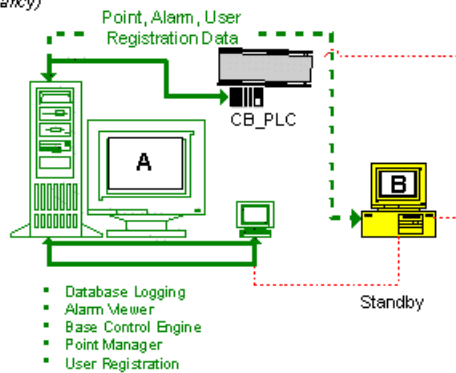 Point, Alarm, User
Registration Data
CB_PLC
A
B
Standby
Database Logging
Alarm Viewer
Base Control Engine
Point Manager
User Registration